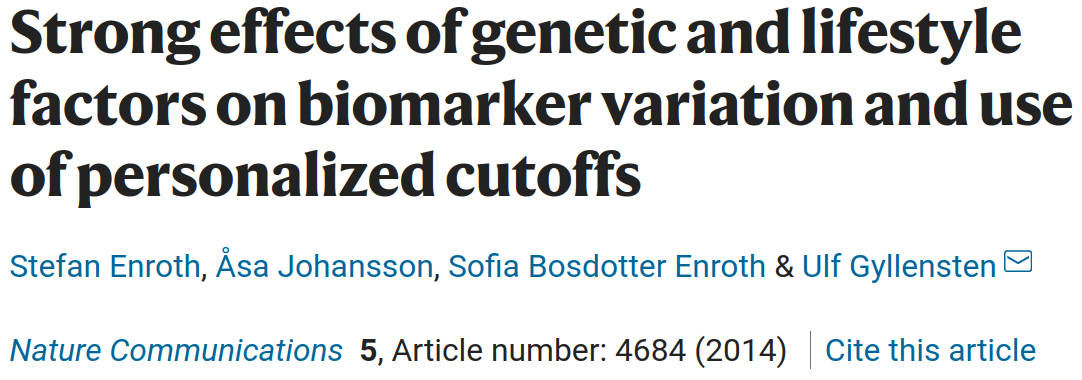 Strong effects of genetic and lifestyle
factors on biomarker variation and use
of personalized cutoffs
Stefan Enroth, Åsa Johansson, Sofia Bosdotter Enroth & Ulf Gyllensten
Nature Communications 5, Article number: 4684 (2014) Cite this article